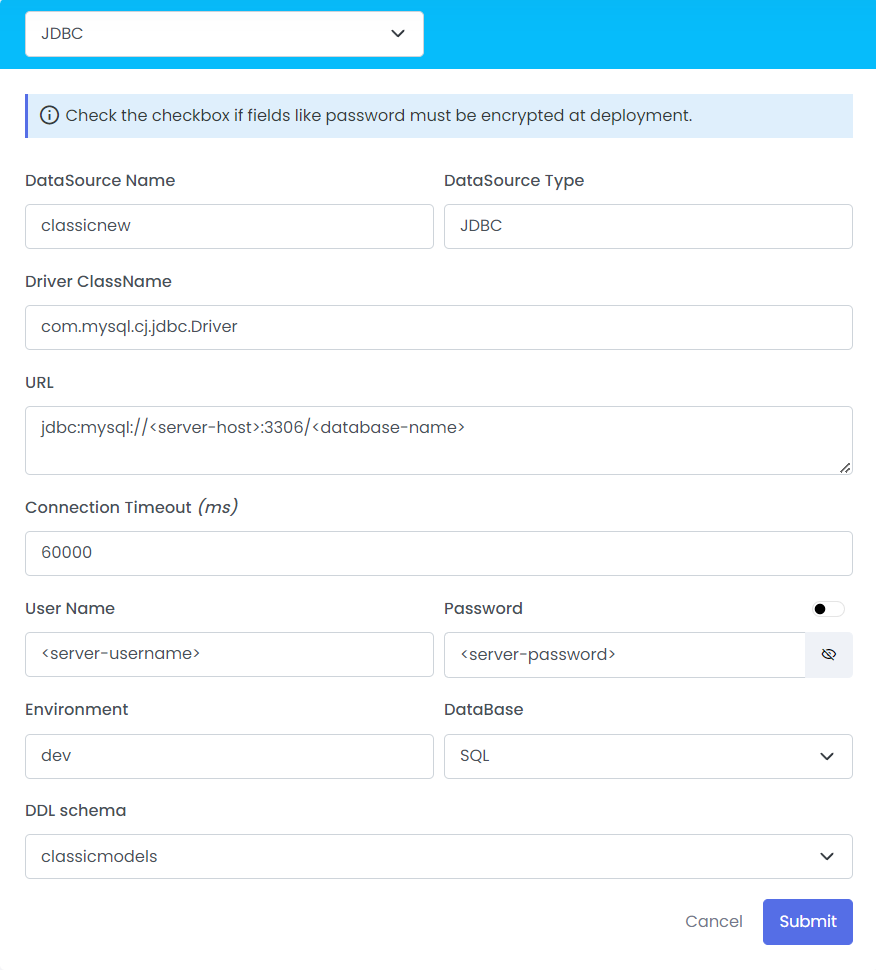 JDBC
Check the checkbox if fields like password must be encrypted at deployment.
DataSource Name
DataSource Type
classicnew
JDBC
Driver ClassName
com.mysql.cj.jdbc.Driver
URL
jdbc:mysql://<server-host>:3306/<database-name>
Connection Timeout (ms)
60000
User Name
Password
<server-username>
<server-password>
Environment
DataBase
dev
SQL
DDL schema
classicmodels
Cancel
Submit